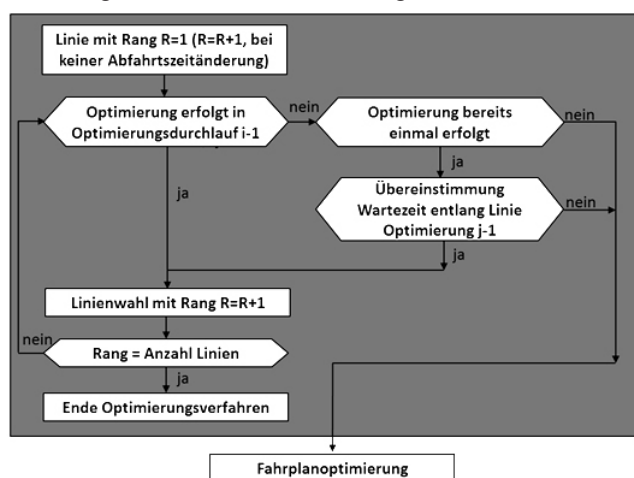 Linie mit Rang R=1 (R=R+1, bei
keiner Abfahrtszeitänderung)
Optimierung erfolgt in
Optimierungsdurchlauf i-1
nein
Optimierung bereits
einmal erfolgt
nein
ja
ja
Übereinstimmung
Wartezeit entlang Linie
Optimierung j-1
nein
ja
Linienwahl mit Rang R=R+1
nein
Rang = Anzahl Linien
ja
Ende Optimierungsverfahren
Fahrplanoptimierung